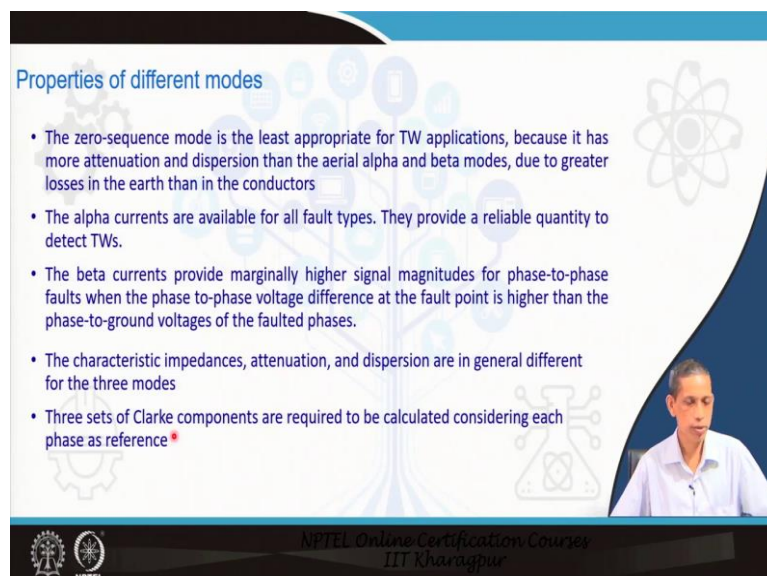 Properties of different modes
• The zero-sequence mode is the least appropriate for TW applications, because it has
more attenuation and dispersion than the aerial alpha and beta modes, due to greater
losses in the earth than in the conductors
• The alpha currents are available for all fault types. They provide a reliable quantity to
detect TWs.
• The beta currents provide marginally higher signal magnitudes for phase-to-phase
faults when the phase to-phase voltage difference at the fault point is higher than the
phase-to-ground voltages of the faulted phases.
• The characteristic impedances, attenuation, and dispersion are in general different
for the three modes
• Three sets of Clarke components are required to be calculated considering each
phase as reference
NPTEL Online Certification Courses
IIT Kharagpur